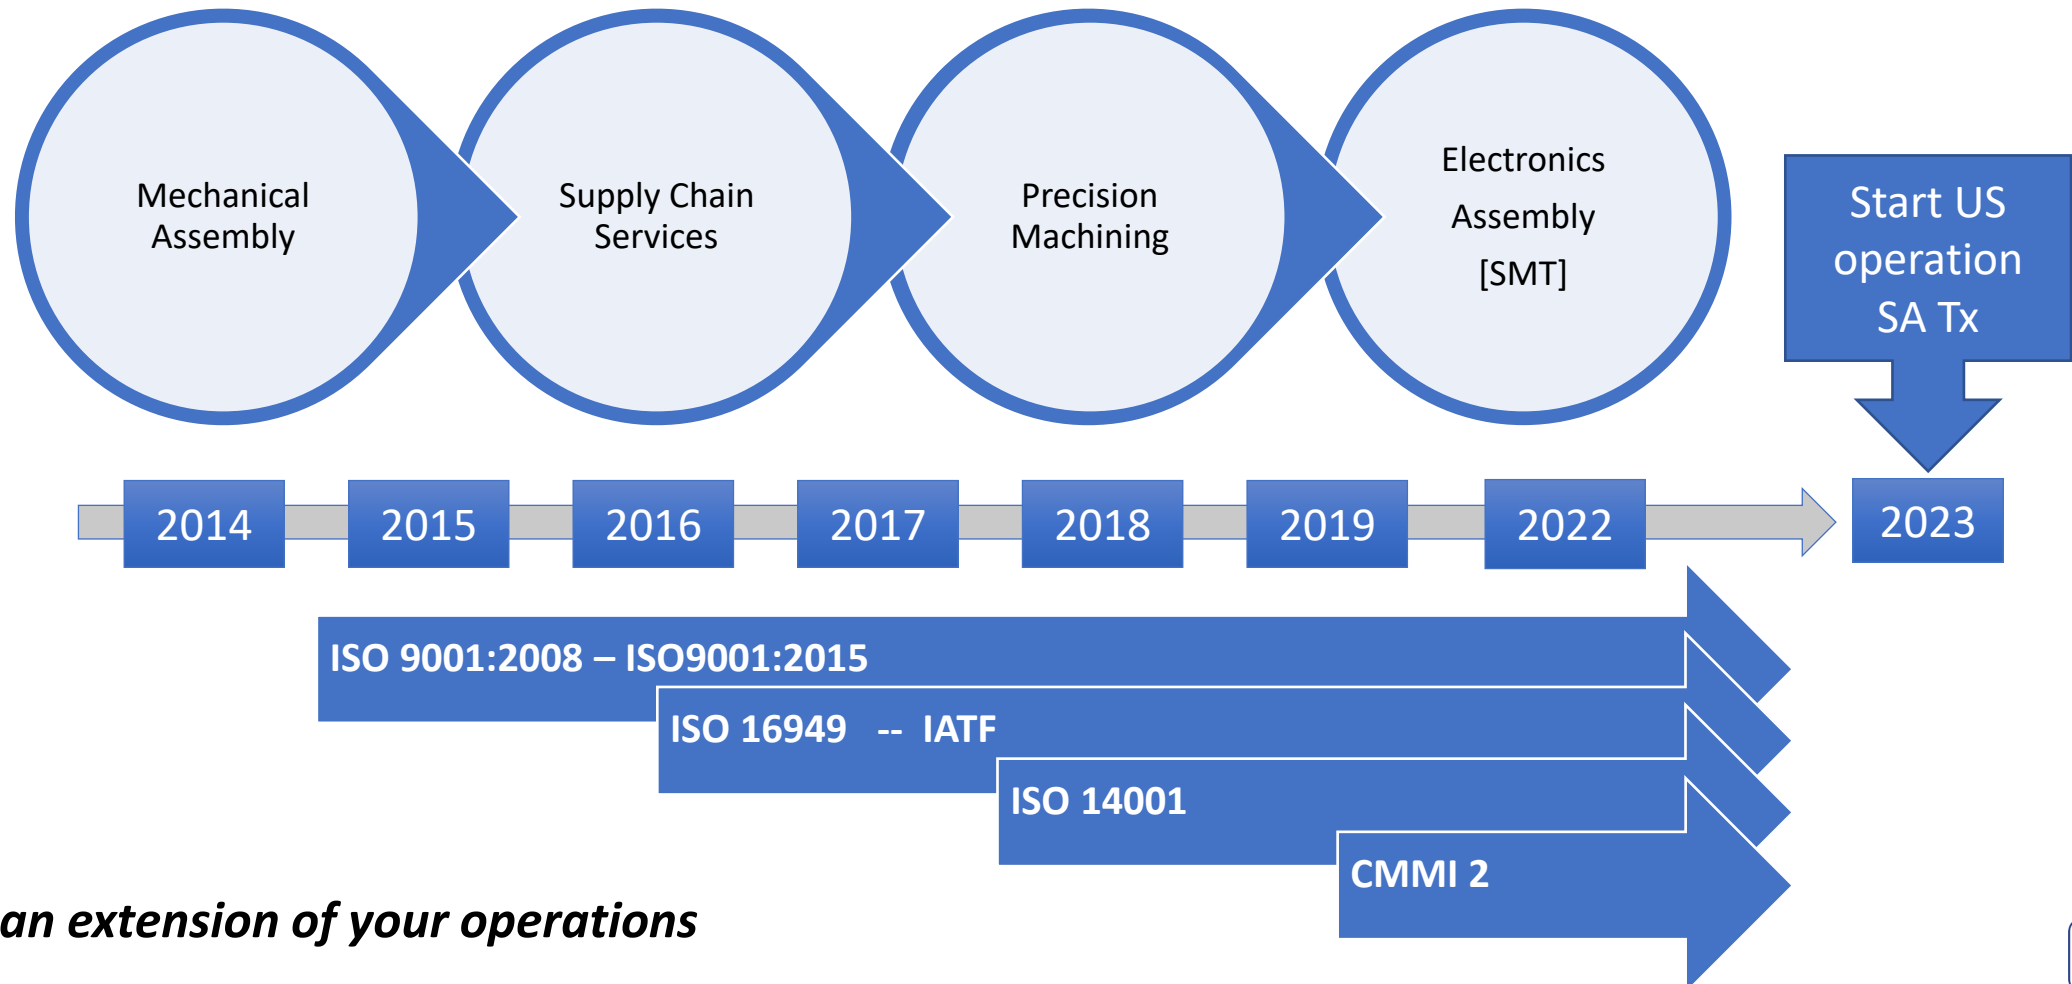 Mechanical
Assembly
Supply Chain
Services
Precision
Machining
Electronics
Assembly
[SMT]
Start US
operation
SA Tx
2014
2015
2016
2017
2018
2019
2022
2023
ISO 9001:2008 – ISO9001:2015
ISO 16949 -- IATF
ISO 14001
CMMI 2
an extension of your operations